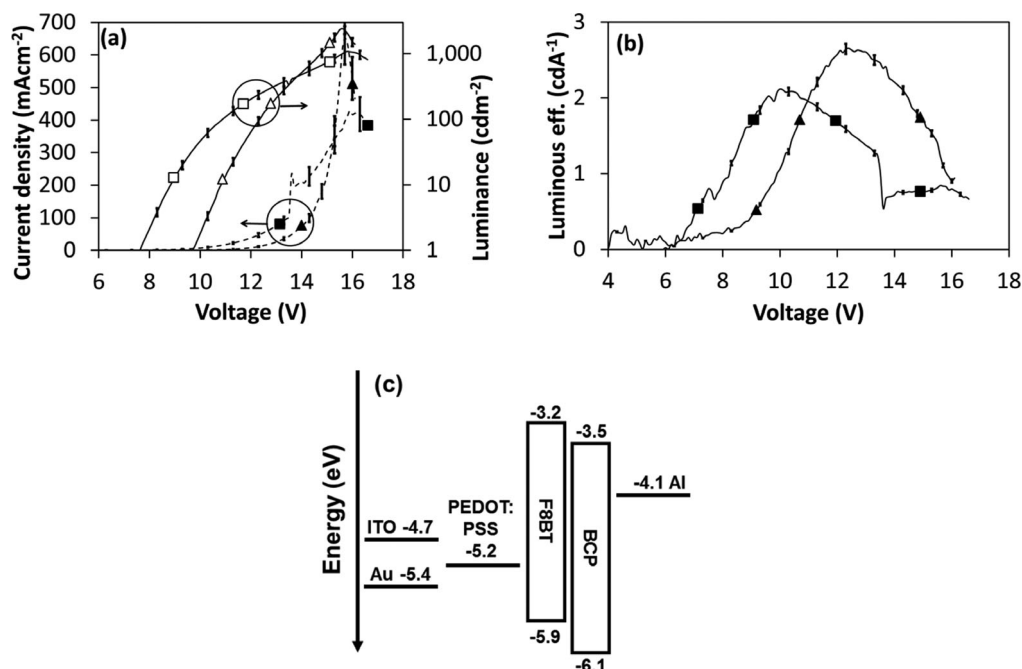 (a)
Current density (mAcm⁻²)
700
600
500
400
300
200
100
0
1,000
100
10
1
Luminance (cdm⁻²)
6 8 10 12 14 16 18
Voltage (V)
(b)
Luminous eff. (cdA⁻¹)
3
2
1
0
4 6 8 10 12 14 16 18
Voltage (V)
(c)
Energy (eV)
ITO -4.7
Au -5.4
PEDOT:
PSS
-5.2
-3.2
F8BT
-5.9
-3.5
BCP
-6.1
-4.1 Al